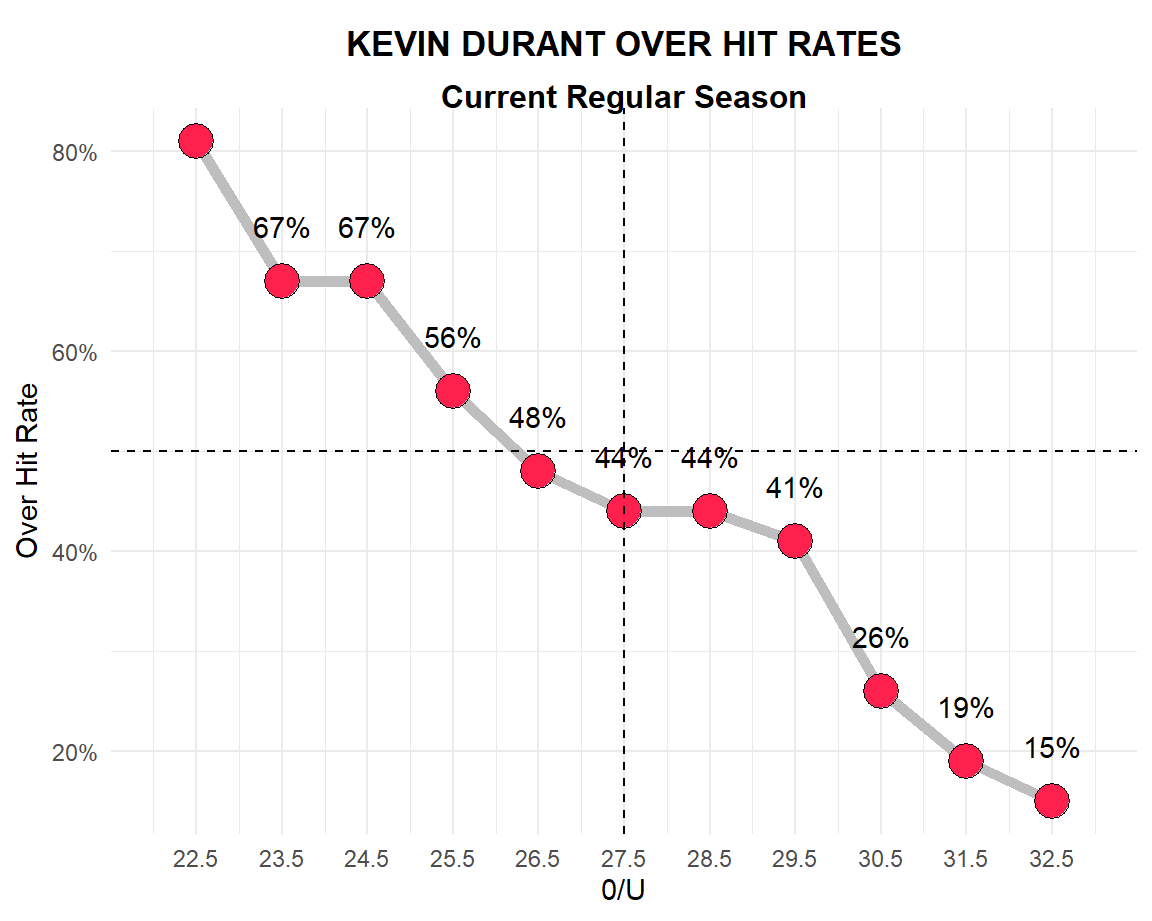 KEVIN DURANT OVER HIT RATES
Current Regular Season
80%
67% 67%
56%
60%
48%
44% 44%
41%
40%
26%
19%
15%
20%
Over Hit Rate
22.5 23.5 24.5 25.5 26.5 27.5 28.5 29.5 30.5 31.5 32.5
0/U